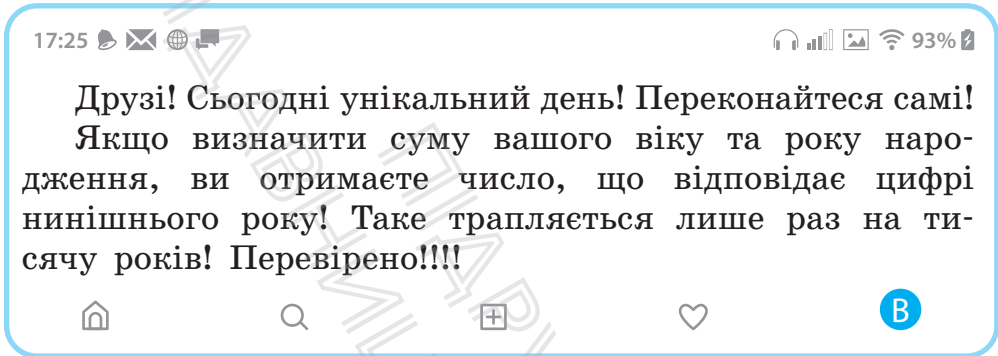 17:25 93%
Друзі! Сьогодні унікальний день! Переконайтеся самі!
Якщо визначити суму вашого віку та року наро-
дження, ви отримаєте число, що відповідає цифрі
нинішнього року! Таке трапляється лише раз на ти-
сячу років! Перевірено!!!!
В